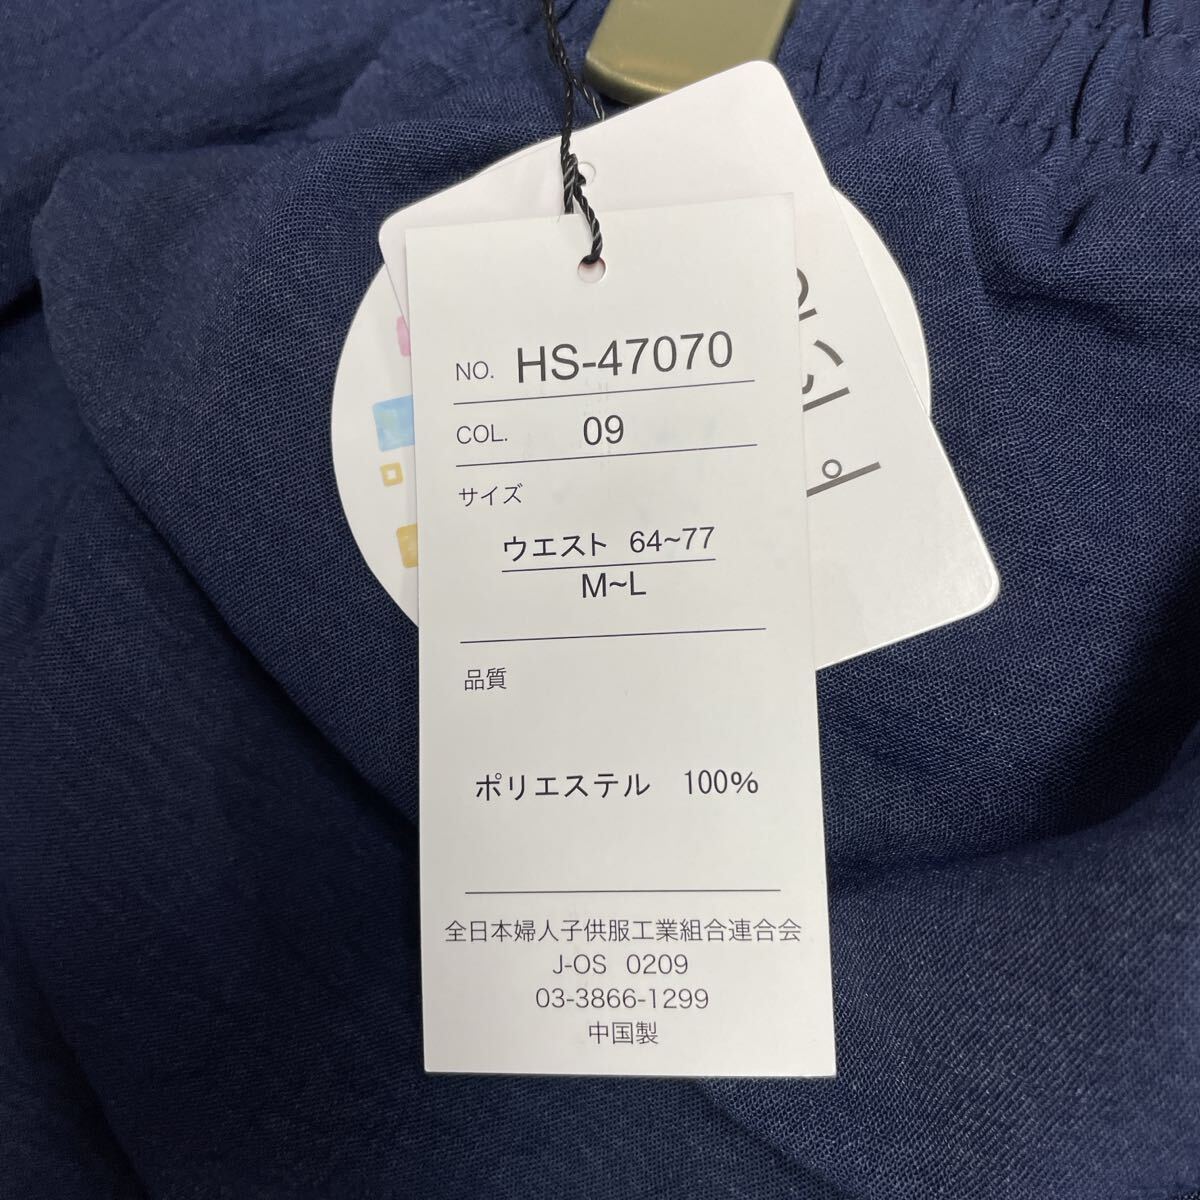 NO. HS-47070
COL. 09
サイズ
ウエスト 64~77
M~L
品質
ポリエステル 100%
全日本婦人子供服工業組合連合会
J-OS 0209
03-3866-1299
中国製